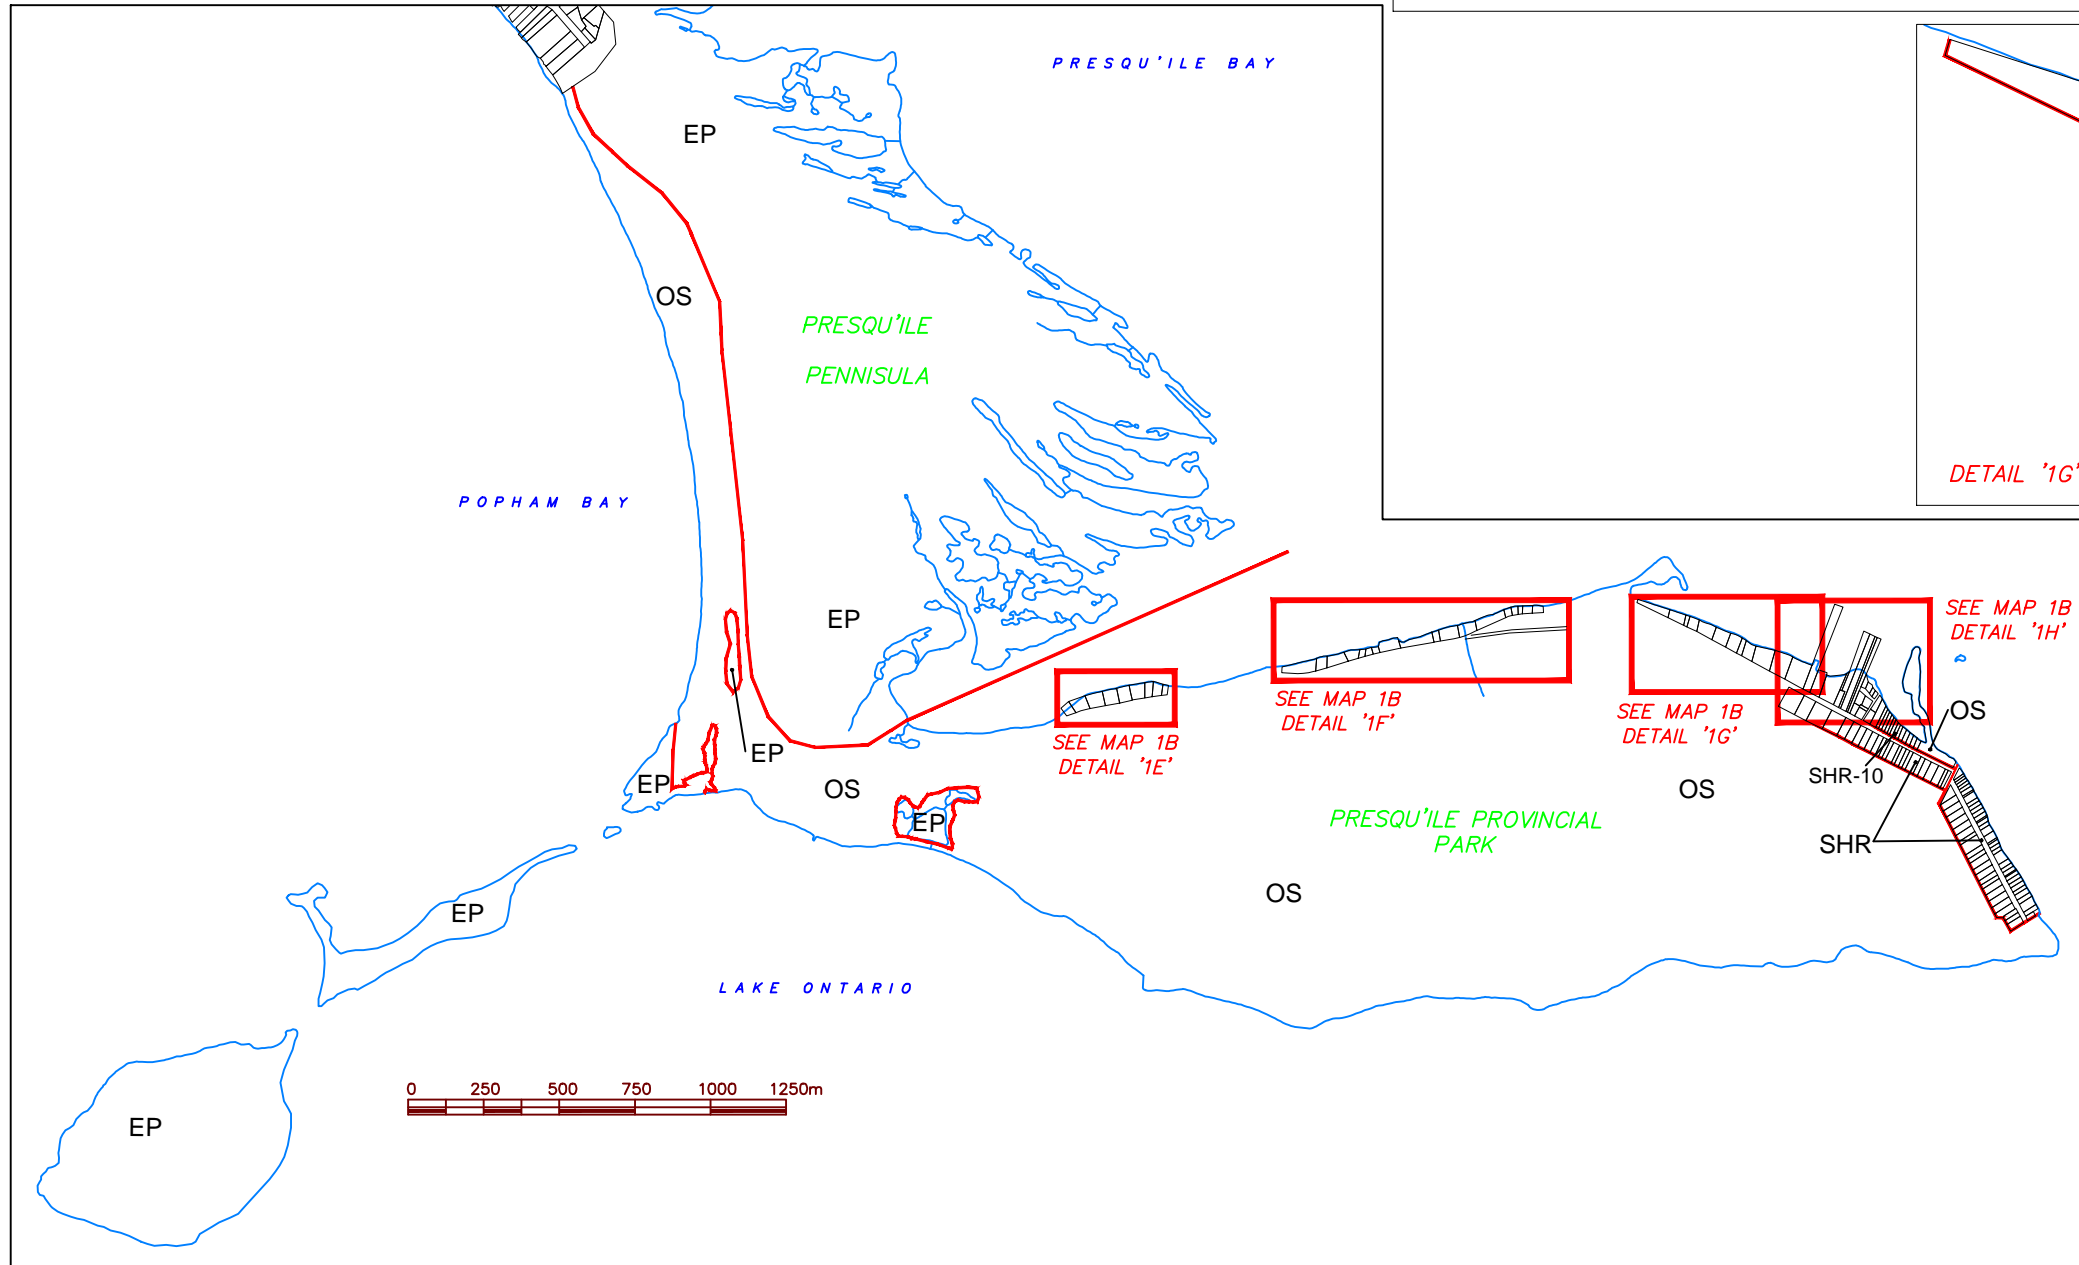 PRESQU'ILE BAY
EP
OS
PRESQU'ILE
PENNISULA
DETAIL '1G'
POPHAM BAY
EP
SEE MAP 1B
DETAIL '1H'
SEE MAP 1B
DETAIL '1F'
SEE MAP 1B
DETAIL '1G'
OS
SEE MAP 1B
DETAIL '1E'
EP
EP
OS
SHR-10
OS
EP
PRESQU'ILE PROVINCIAL
PARK
SHR
OS
EP
LAKE ONTARIO
0 250 500 750 1000 1250m
EP